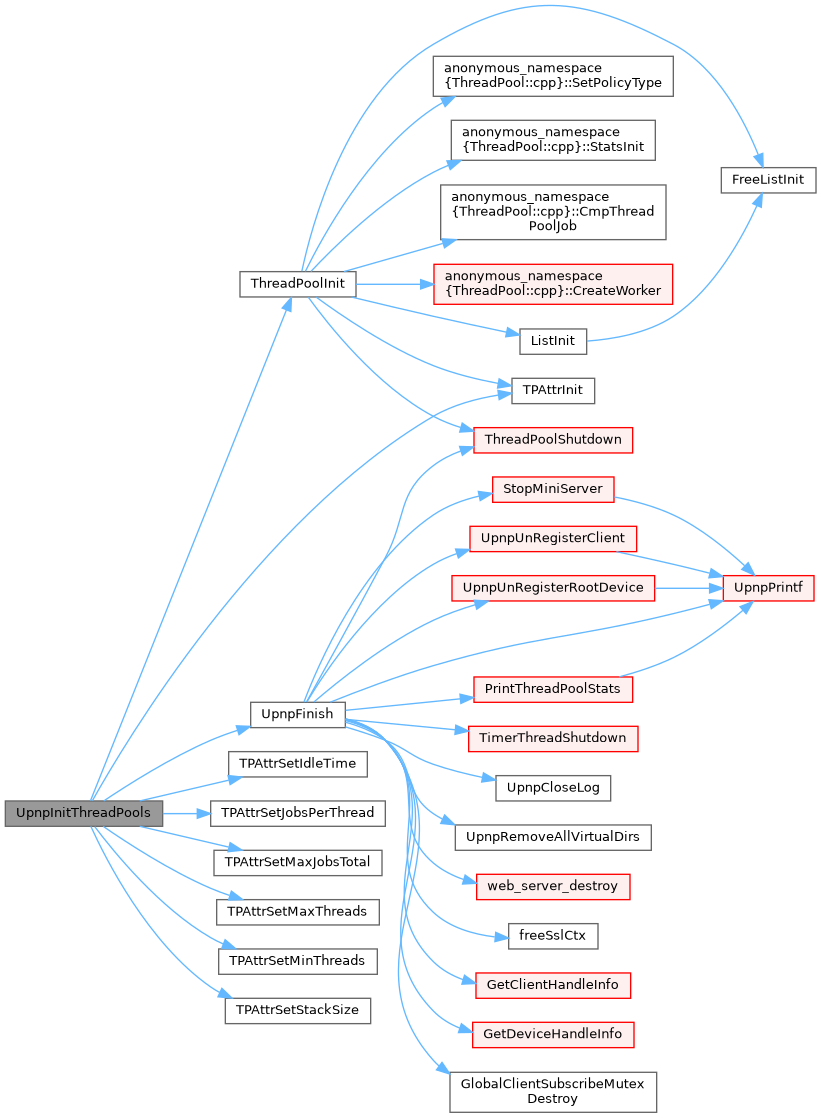 anonymous_namespace
{ThreadPool::cpp}::SetPolicyType
anonymous_namespace
{ThreadPool::cpp}::StatsInit
FreeListInit
anonymous_namespace
{ThreadPool::cpp}::CmpThread
PoolJob
ThreadPoolInit
anonymous_namespace
{ThreadPool::cpp}::CreateWorker
ListInit
TPAttrInit
ThreadPoolShutdown
StopMiniServer
UpnpUnRegisterClient
UpnpUnRegisterRootDevice
UpnpPrintf
PrintThreadPoolStats
UpnpFinish
TimerThreadShutdown
TPAttrSetIdleTime
UpnpCloseLog
UpnpInitThreadPools
TPAttrSetJobsPerThread
UpnpRemoveAllVirtualDirs
TPAttrSetMaxJobsTotal
web_server_destroy
TPAttrSetMaxThreads
freeSslCtx
TPAttrSetMinThreads
GetClientHandleInfo
TPAttrSetStackSize
GetDeviceHandleInfo
GlobalClientSubscribeMutex
Destroy